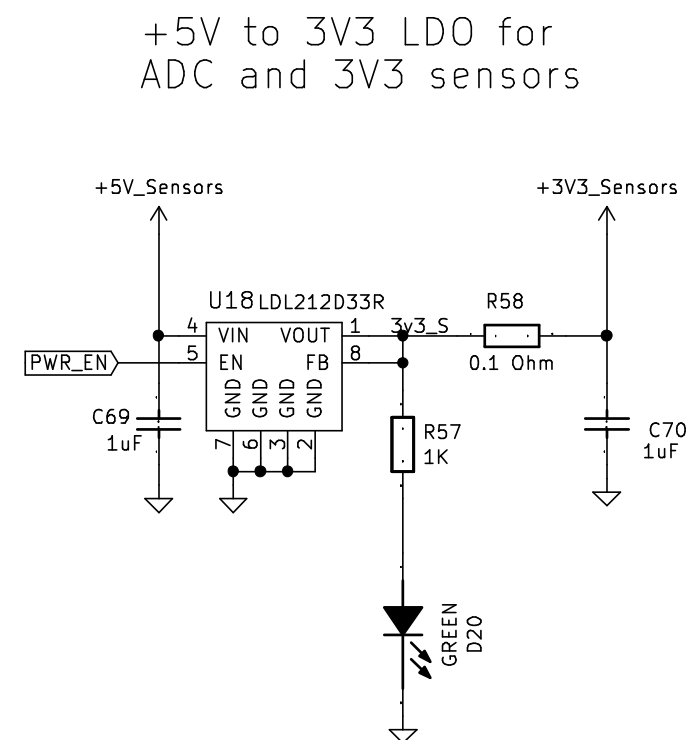 +5V to 3V3 LDO for
ADC and 3V3 sensors
+5V_Sensors
+3V3_Sensors
U18 LDL212D33R
R58
4 VIN VOUT 1 3v3_S
PWR_EN 5 EN FB 8
0.1 Ohm
GND GND GND GND
C69
1uF
7 6 3 2
R57
1K
C70
1uF
GREEN
D20